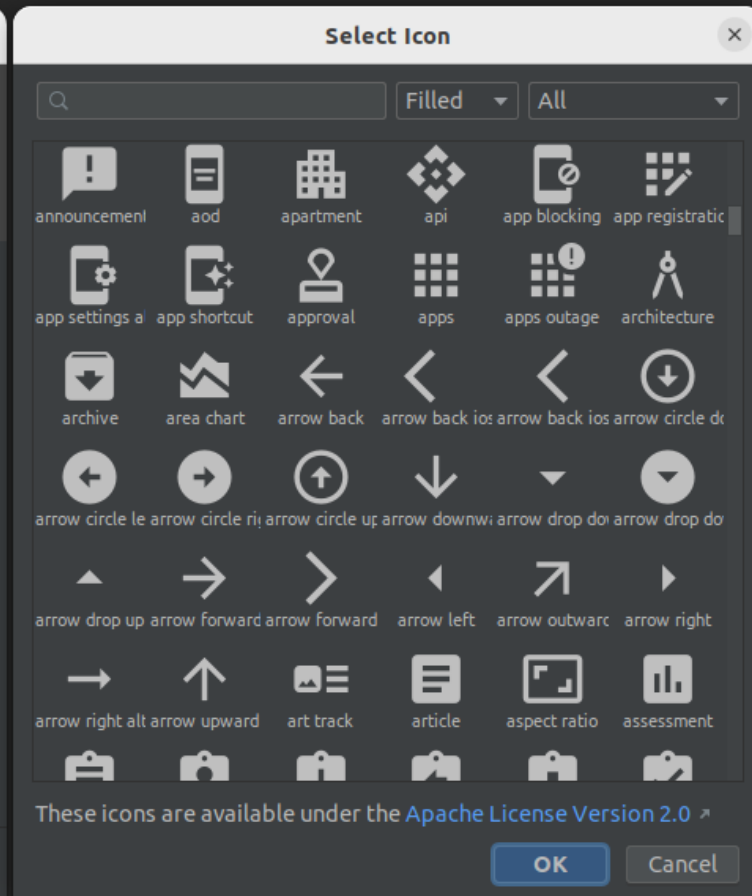 Select Icon
Filled All
announcement aod apartment api app blocking app registratic
app settings a app shortcut approval apps apps outage architecture
archive area chart arrow back arrow back ios arrow back ios arrow circle do
arrow circle le arrow circle rig arrow circle up arrow downwa arrow drop do arrow drop do
arrow drop up arrow forward arrow forward arrow left arrow outward arrow right
arrow right alt arrow upward art track article aspect ratio assessment
These icons are available under the Apache License Version 2.0
OK Cancel